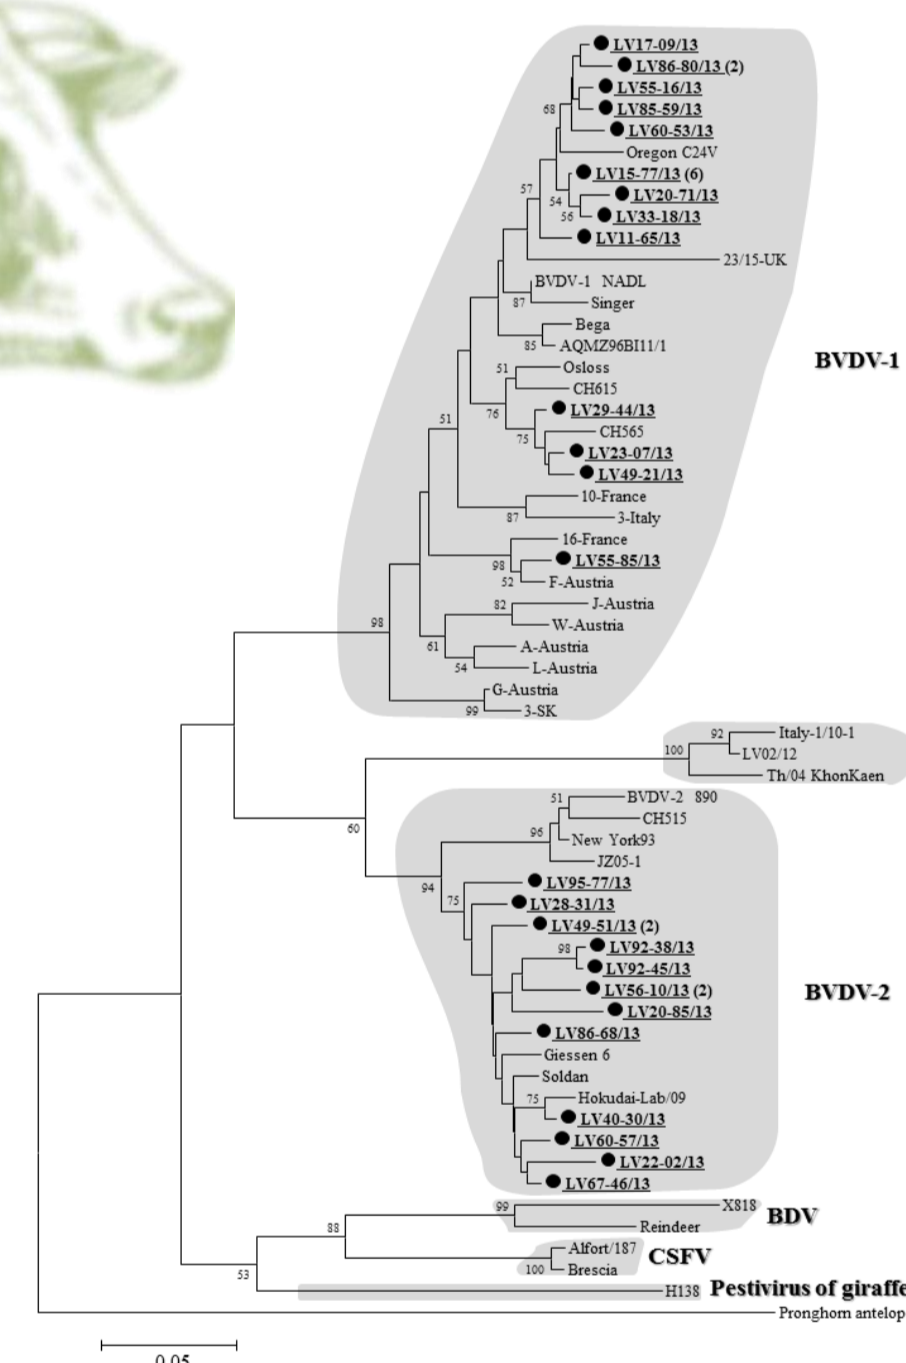 LV17-09/13
LV86-80/13 (2)
LV55-16/13
LV85-59/13
68
LV60-53/13
Oregon C24V
LV15-77/13 (6)
57
LV20-71/13
54
LV33-18/13
56
LV11-65/13
23/15-UK
BVDV-1 NADL
87
Singer
Bega
85
AQMZ96BI11/1
BVDV-1
51
Osloss
CH615
76
LV29-44/13
51
CH565
75
LV23-07/13
LV49-21/13
10-France
87
3-Italy
16-France
98
LV55-85/13
52
F-Austria
82
J-Austria
W-Austria
98
61
A-Austria
54
L-Austria
G-Austria
99
3-SK
92
Italy-1/10-1
100
LV02/12
Th/04 KhonKaen
51
BVDV-2 890
CH515
60
96
New York93
JZ05-1
94
LV95-77/13
75
LV28-31/13
LV49-51/13 (2)
98
LV92-38/13
LV92-45/13
LV56-10/13 (2)
BVDV-2
LV20-85/13
LV86-68/13
Giessen 6
Soldan
75
Hokudai-Lab/09
LV40-30/13
LV60-57/13
LV22-02/13
LV67-46/13
99
X818
BDV
88
Reindeer
Alfort/187
CSFV
100
Brescia
53
H138
Pestivirus of giraffe
Pronghorn antelop
0.05